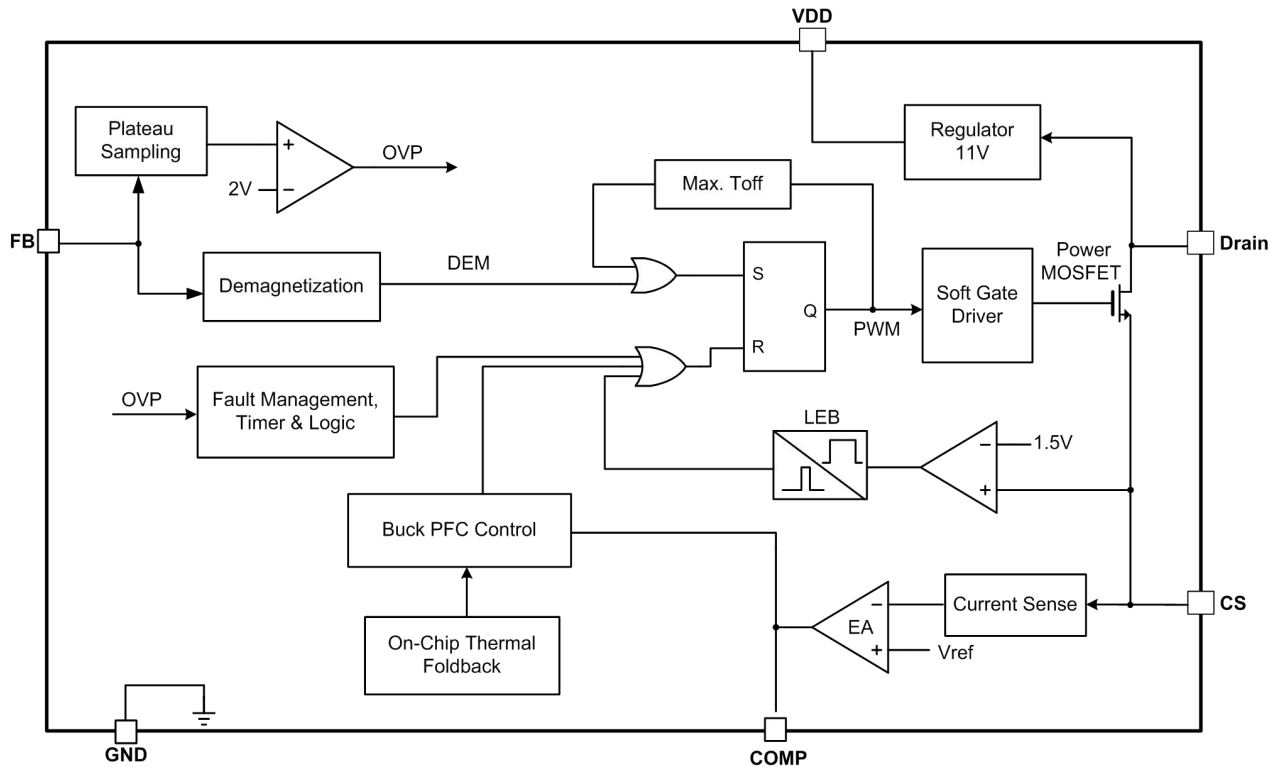 VDD
Plateau
Sampling
+
−
2V
OVP
Regulator
11V
Max. Toff
FB
Drain
Power
MOSFET
Demagnetization
DEM
S
Q
R
PWM
Soft Gate
Driver
OVP
Fault Management,
Timer & Logic
LEB
−
1.5V
+
Buck PFC Control
Current Sense
CS
−
EA
+
Vref
On-Chip Thermal
Foldback
GND
COMP